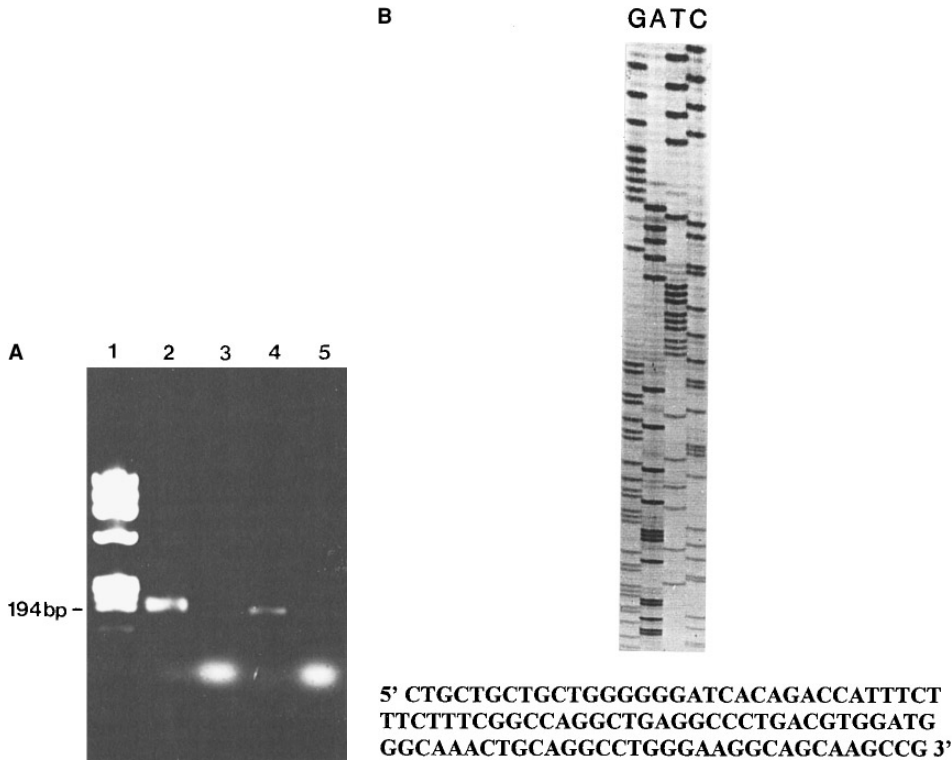 B
GATC
A
1 2 3 4 5
194bp
5' CTGCTGCTGCTGGGGGGATCACAGACCATTTCT
TTCTTTCGGCCAGGCTGAGGCCCTGACGTGGATG
GGCAAACTGCAGGCCTGGGAAGGCAGCAAGCCG 3'